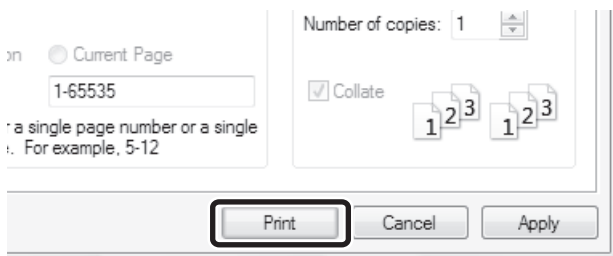 Number of copies: 1
on Current Page
1-65535
Collate
1 2 3 1 2 3
r a single page number or a single
. For example, 5-12
Print Cancel Apply